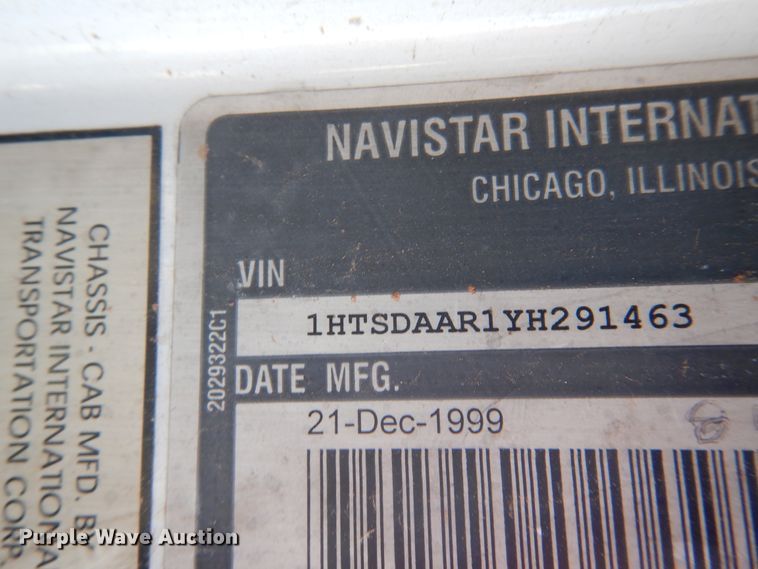 NAVISTAR INTERNAT
CHICAGO, ILLINOIS
VIN
1HTSDAAR1YH291463
DATE MFG.
21-Dec-1999
2029322C1
CHASSIS - CAB MFD. BY
NAVISTAR INTERNATIONA
TRANSPORTATION CORP.
Purple Wave Auction